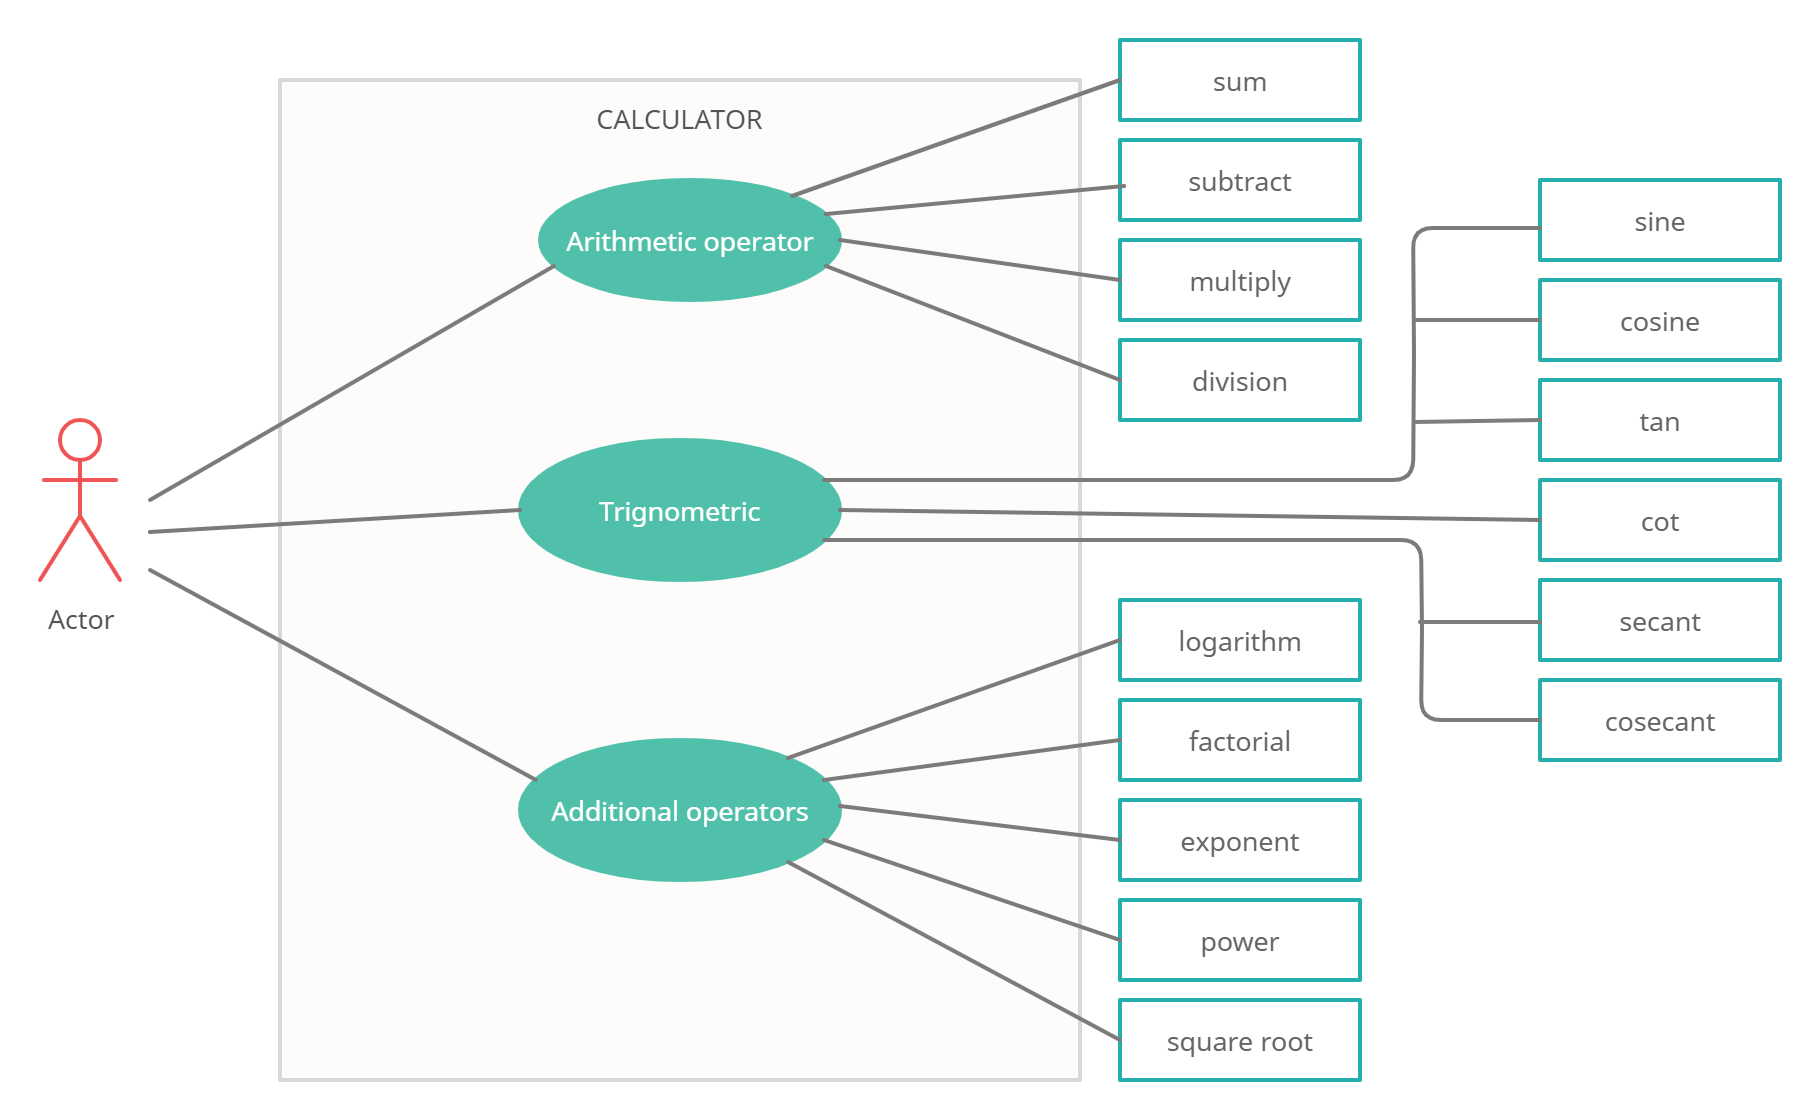 CALCULATOR
Arithmetic operator
sum
subtract
multiply
division
Actor
Trignometric
sine
cosine
tan
cot
secant
cosecant
Additional operators
logarithm
factorial
exponent
power
square root